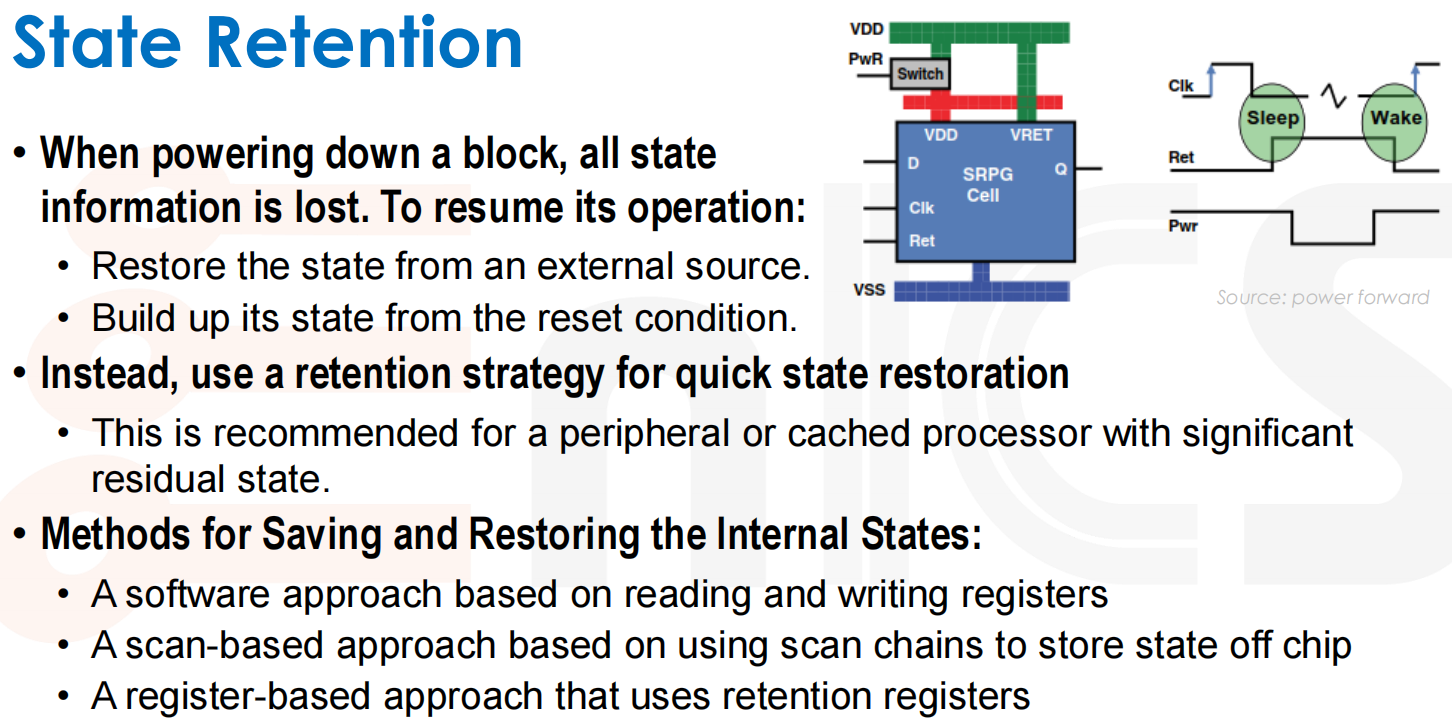 State Retention
• When powering down a block, all state
information is lost. To resume its operation:
• Restore the state from an external source.
• Build up its state from the reset condition.
• Instead, use a retention strategy for quick state restoration
• This is recommended for a peripheral or cached processor with significant
residual state.
• Methods for Saving and Restoring the Internal States:
• A software approach based on reading and writing registers
• A scan-based approach based on using scan chains to store state off chip
• A register-based approach that uses retention registers
VDD
PwR
Switch
VDD VRET
D
SRPG
Cell
Q
Clk
Ret
VSS
Clk
Sleep Wake
Ret
Pwr
Source: power forward
EnICS